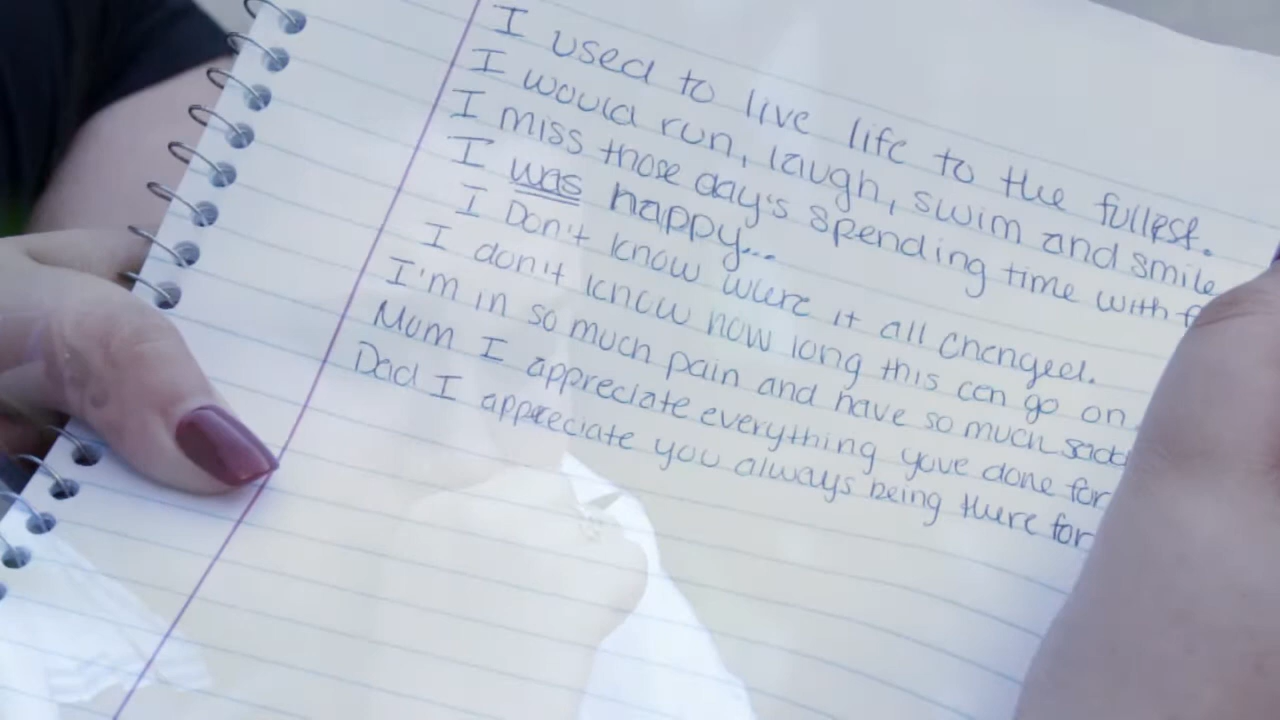 I used to live life to the fullest.
I would run, laugh, swim and smile
I miss those day's spending time with f
I was happy...
I Don't know were it all changed.
I don't know how long this can go on
I'm in so much pain and have so much sad
Mum I appreciate everything youve done for
Dad I appreciate you always being there for